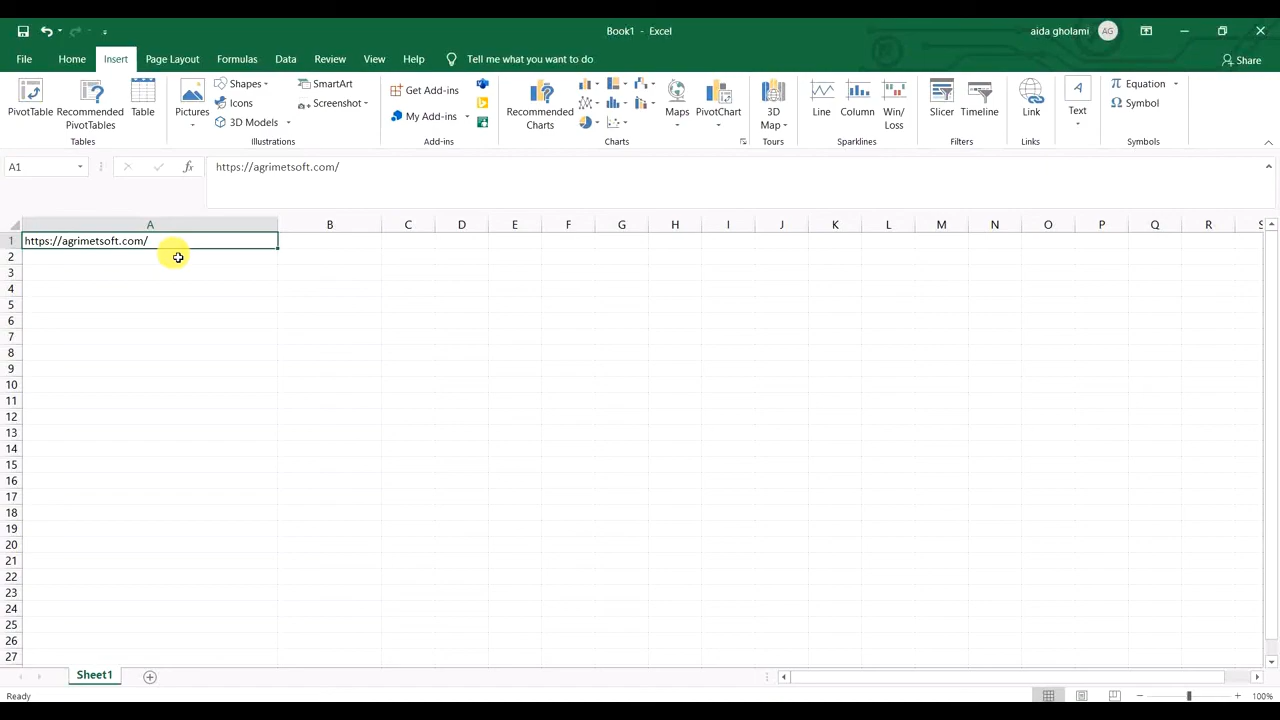 Book1 - Excel
aida gholami AG
File Home Insert Page Layout Formulas Data Review View Help Tell me what you want to do Share
PivotTable Recommended PivotTables Table
Tables
Pictures Shapes Icons 3D Models SmartArt Screenshot
Illustrations
Get Add-ins My Add-ins
Add-ins
Recommended Charts Maps PivotChart
Charts
3D Map
Tours
Line Column Win/Loss
Sparklines
Slicer Timeline
Filters
Link
Links
Text
Equation Symbol
Symbols
A1 fx https://agrimetsoft.com/
A B C D E F G H I J K L M N O P Q R S
1 https://agrimetsoft.com/
2
3
4
5
6
7
8
9
10
11
12
13
14
15
16
17
18
19
20
21
22
23
24
25
26
27
Sheet1
Ready 100%